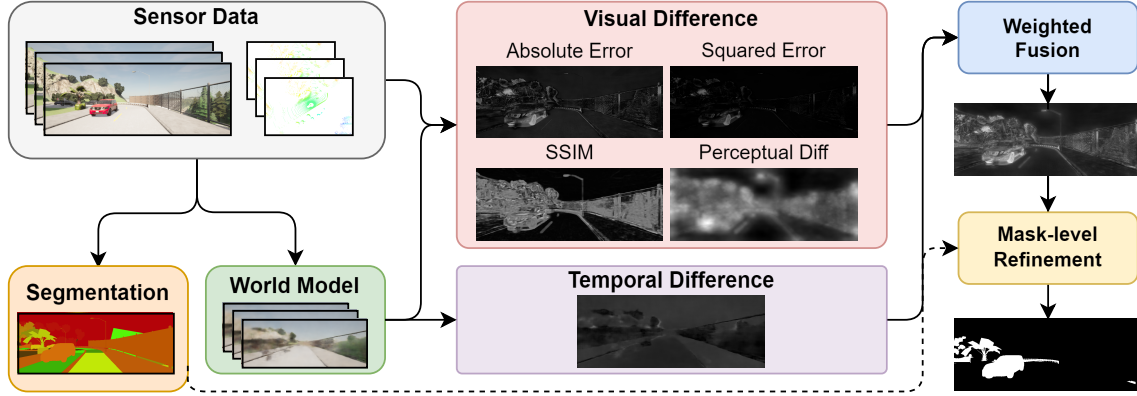 Sensor Data
Visual Difference
Absolute Error
Squared Error
SSIM
Perceptual Diff
Weighted
Fusion
Segmentation
World Model
Temporal Difference
Mask-level
Refinement